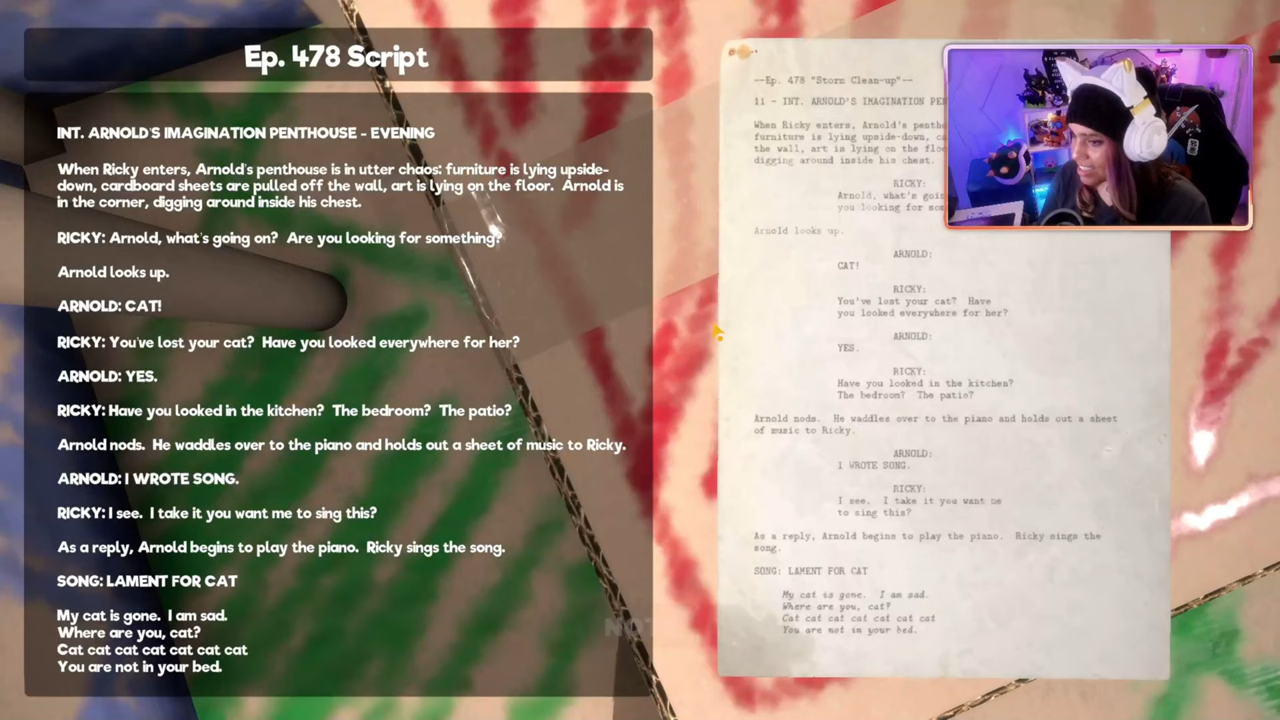 Ep. 478 Script
INT. ARNOLD'S IMAGINATION PENTHOUSE - EVENING
When Ricky enters, Arnold's penthouse is in utter chaos: furniture is lying upside-
down, cardboard sheets are pulled off the wall, art is lying on the floor. Arnold is
in the corner, digging around inside his chest.
RICKY: Arnold, what's going on? Are you looking for something?
Arnold looks up.
ARNOLD: CAT!
RICKY: You've lost your cat? Have you looked everywhere for her?
ARNOLD: YES.
RICKY: Have you looked in the kitchen? The bedroom? The patio?
Arnold nods. He waddles over to the piano and holds out a sheet of music to Ricky.
ARNOLD: I WROTE SONG.
RICKY: I see. I take it you want me to sing this?
As a reply, Arnold begins to play the piano. Ricky sings the song.
SONG: LAMENT FOR CAT
My cat is gone. I am sad.
Where are you, cat?
Cat cat cat cat cat cat cat
You are not in your bed.
--Ep. 478 "Storm Clean-up"--
11 - INT. ARNOLD'S IMAGINATION
When Ricky enters, Arnold's
furniture is lying upside-down,
the wall, art is lying on the
digging around inside his chest.
RICKY:
Arnold, what's
you looking for
Arnold looks up.
ARNOLD:
CAT!
RICKY:
You've lost your cat? Have
you looked everywhere for her?
ARNOLD:
YES.
RICKY:
Have you looked in the kitchen?
The bedroom? The patio?
Arnold nods. He waddles over to the piano and holds out a sheet
of music to Ricky.
ARNOLD:
I WROTE SONG.
RICKY:
I see. I take it you want me
to sing this?
As a reply, Arnold begins to play the piano. Ricky sings the
song.
SONG: LAMENT FOR CAT
My cat is gone. I am sad.
Where are you, cat?
Cat cat cat cat cat cat cat
You are not in your bed.